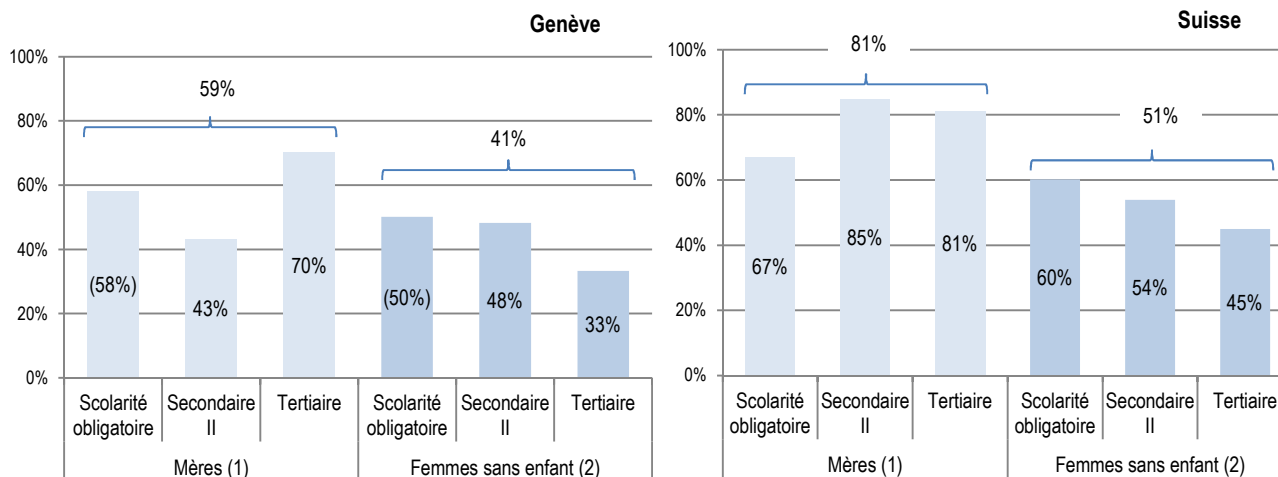 Genève
100%
80%
60%
40%
20%
0%
59%
41%
(58%)
43%
70%
(50%)
48%
33%
Scolarité obligatoire
Secondaire II
Tertiaire
Scolarité obligatoire
Secondaire II
Tertiaire
Mères (1)
Femmes sans enfant (2)
Suisse
100%
80%
60%
40%
20%
0%
81%
51%
67%
85%
81%
60%
54%
45%
Scolarité obligatoire
Secondaire II
Tertiaire
Scolarité obligatoire
Secondaire II
Tertiaire
Mères (1)
Femmes sans enfant (2)